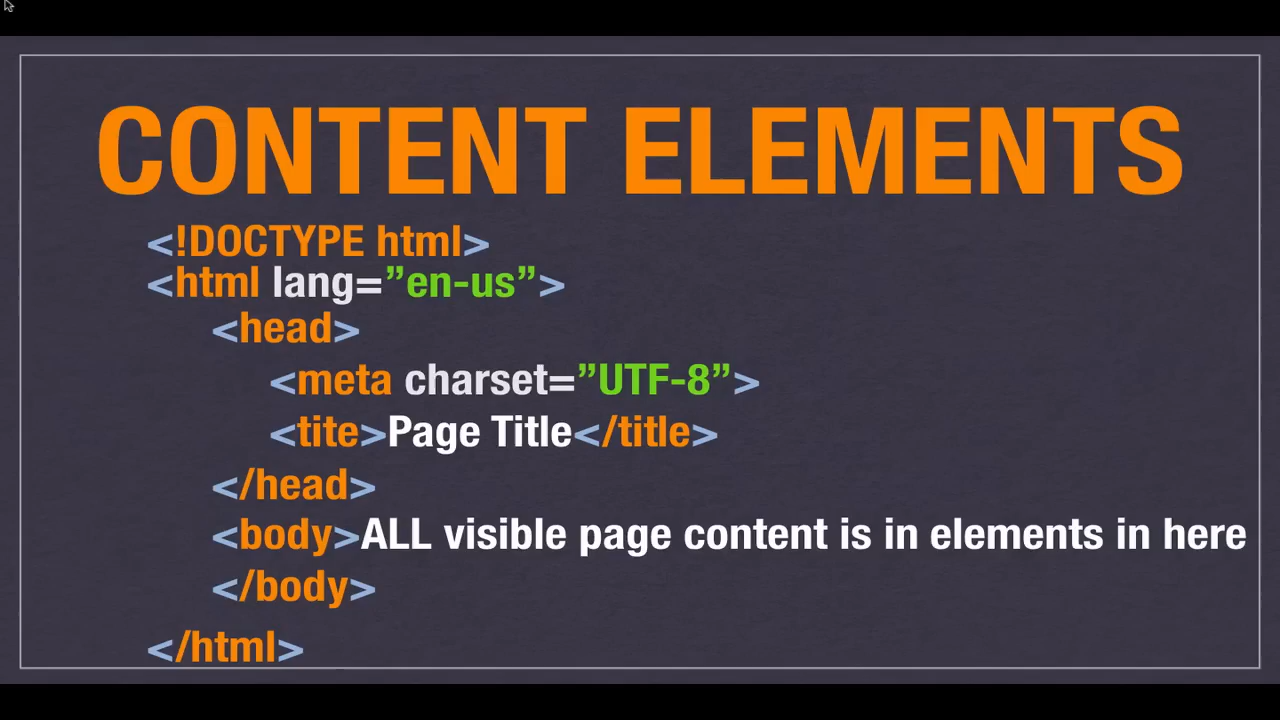 CONTENT ELEMENTS
<!DOCTYPE html>
<html lang=”en-us”>
<head>
<meta charset=”UTF-8”>
<tite>Page Title</title>
</head>
<body>ALL visible page content is in elements in here
</body>
</html>